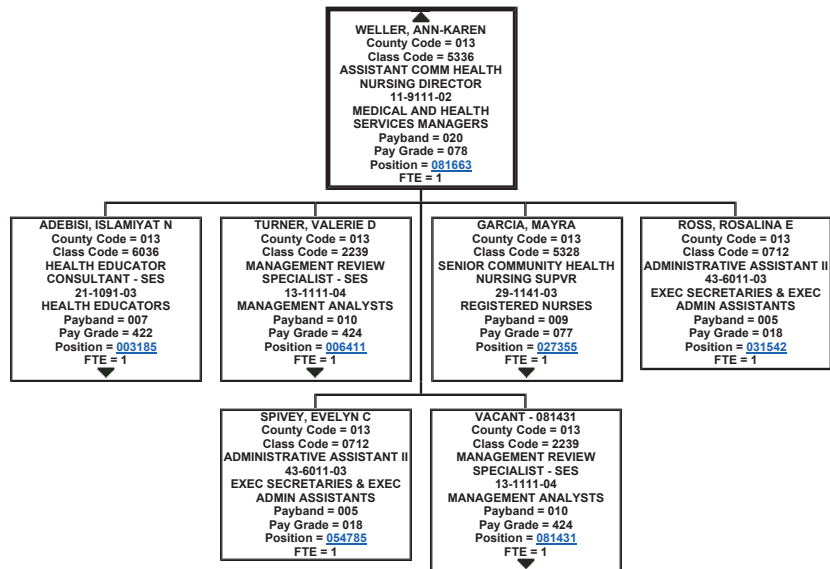 WELLER, ANN-KAREN
County Code = 013
Class Code = 5336
ASSISTANT COMM HEALTH
NURSING DIRECTOR
11-9111-02
MEDICAL AND HEALTH
SERVICES MANAGERS
Payband = 020
Pay Grade = 078
Position = 081663
FTE = 1
ADEBISI, ISLAMIYAT N
County Code = 013
Class Code = 6036
HEALTH EDUCATOR
CONSULTANT - SES
21-1091-03
HEALTH EDUCATORS
Payband = 007
Pay Grade = 422
Position = 003185
FTE = 1
TURNER, VALERIE D
County Code = 013
Class Code = 2239
MANAGEMENT REVIEW
SPECIALIST - SES
13-1111-04
MANAGEMENT ANALYSTS
Payband = 010
Pay Grade = 424
Position = 006411
FTE = 1
GARCIA, MAYRA
County Code = 013
Class Code = 5328
SENIOR COMMUNITY HEALTH
NURSING SUPVR
29-1141-03
REGISTERED NURSES
Payband = 009
Pay Grade = 077
Position = 027355
FTE = 1
ROSS, ROSALINA E
County Code = 013
Class Code = 0712
ADMINISTRATIVE ASSISTANT II
43-6011-03
EXEC SECRETARIES & EXEC
ADMIN ASSISTANTS
Payband = 005
Pay Grade = 018
Position = 031542
FTE = 1
SPIVEY, EVELYN C
County Code = 013
Class Code = 0712
ADMINISTRATIVE ASSISTANT II
43-6011-03
EXEC SECRETARIES & EXEC
ADMIN ASSISTANTS
Payband = 005
Pay Grade = 018
Position = 054785
FTE = 1
VACANT - 081431
County Code = 013
Class Code = 2239
MANAGEMENT REVIEW
SPECIALIST - SES
13-1111-04
MANAGEMENT ANALYSTS
Payband = 010
Pay Grade = 424
Position = 081431
FTE = 1